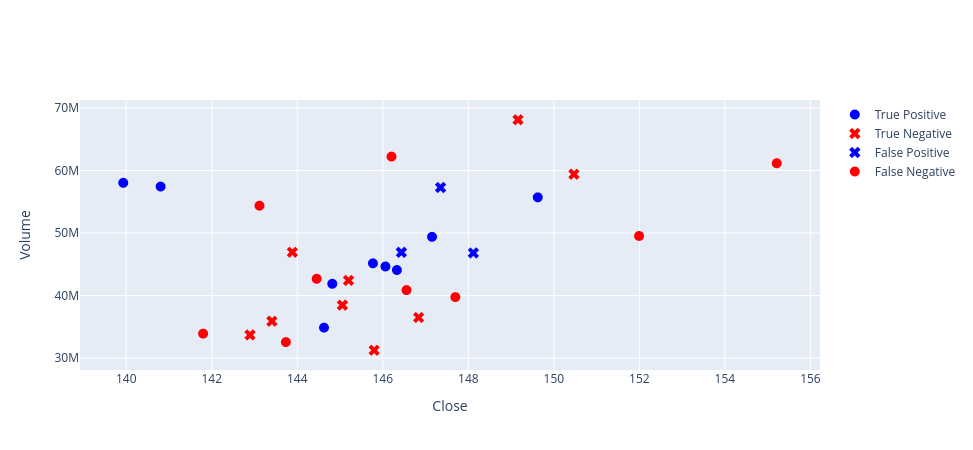 70M
60M
50M
40M
30M
Volume
140 142 144 146 148 150 152 154 156
Close
True Positive
True Negative
False Positive
False Negative